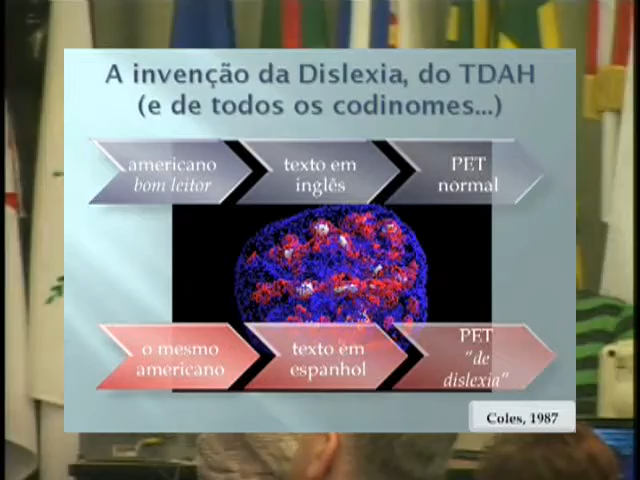 A invenção da Dislexia, do TDAH
(e de todos os codinomes...)
americano
bom leitor
texto em
inglês
PET
normal
o mesmo
americano
texto em
espanhol
PET
"de
dislexia"
Coles, 1987